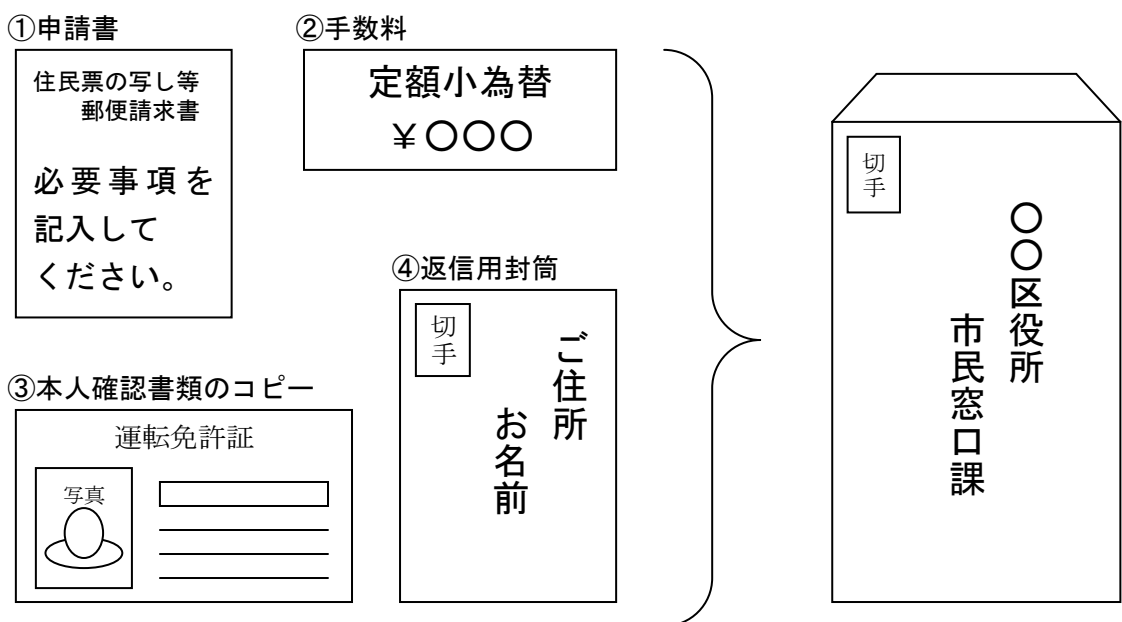 ①申請書
住民票の写し等
郵便請求書
必要事項を
記入して
ください。
②手数料
定額小為替
￥〇〇〇
③本人確認書類のコピー
運転免許証
写真
④返信用封筒
切手
ご住所
お名前
切手
〇〇区役所
市民窓口課